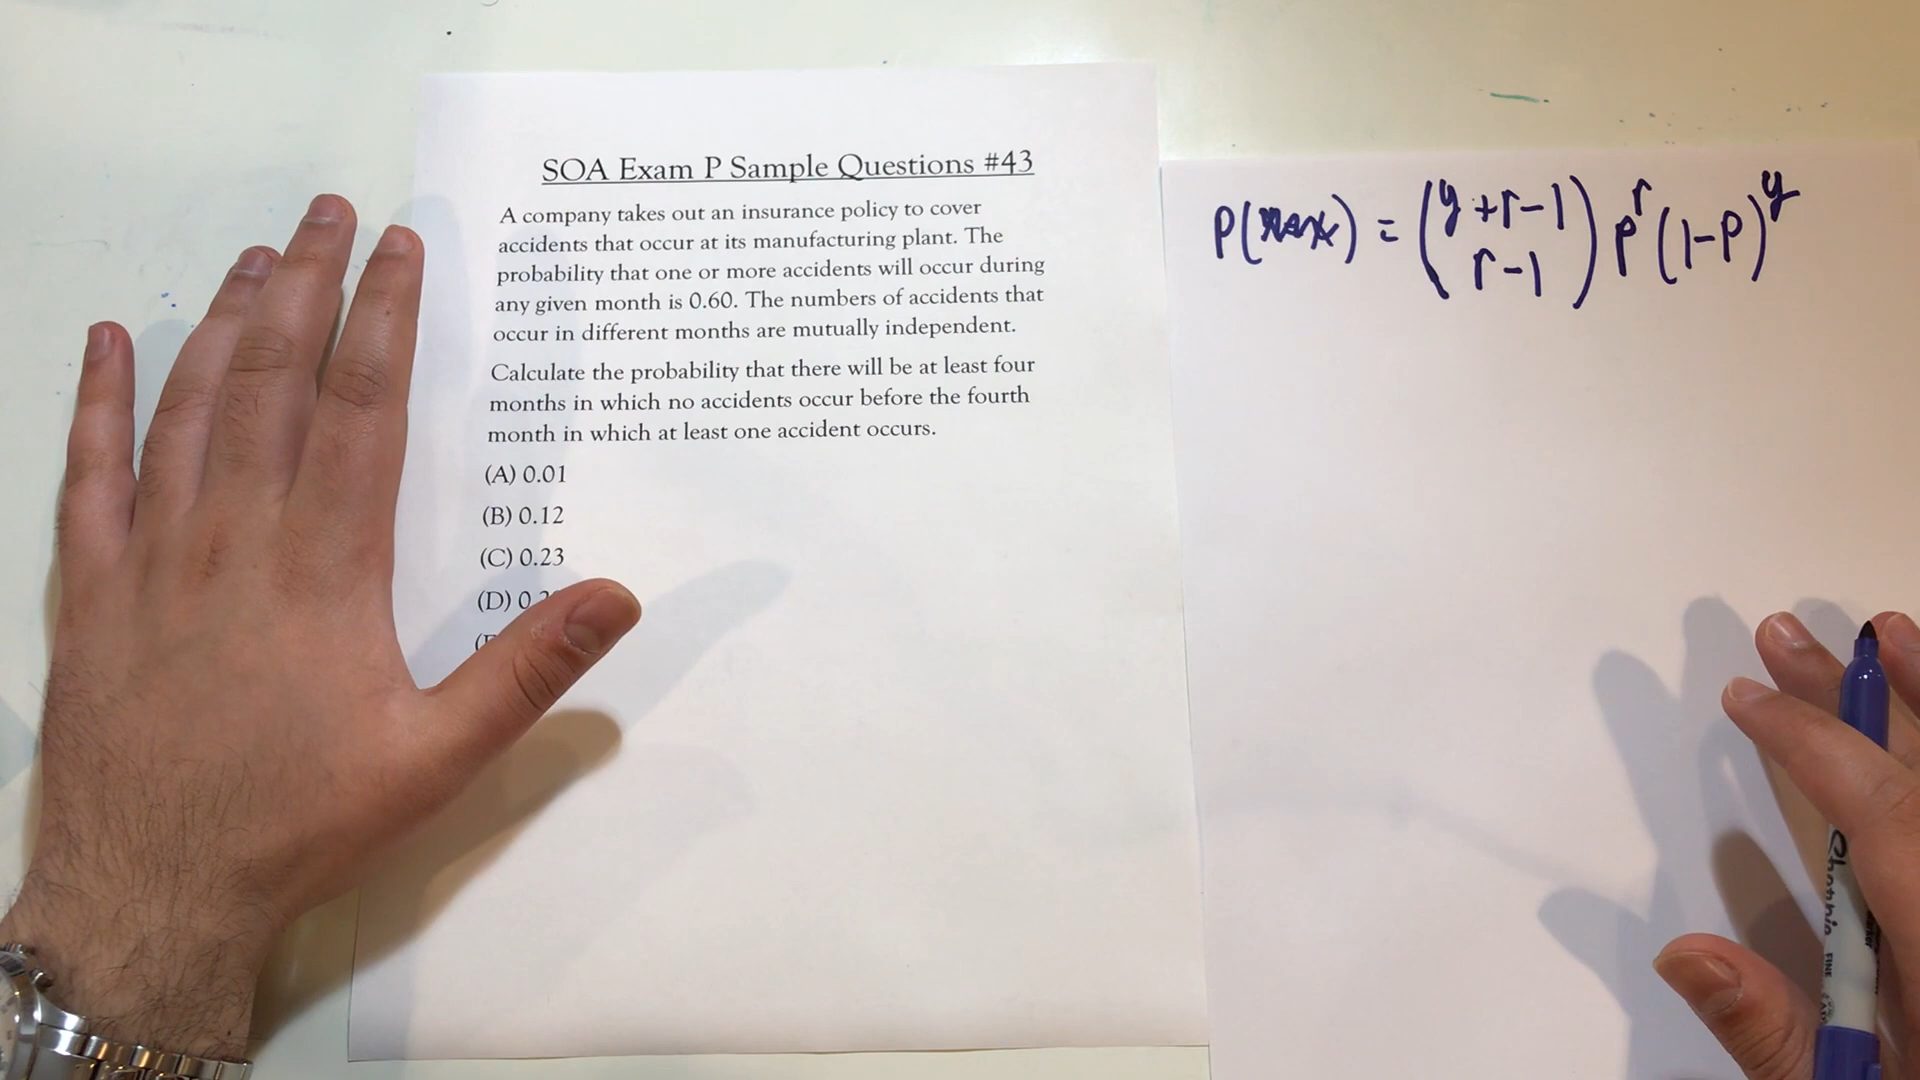 SOA Exam P Sample Questions #43
A company takes out an insurance policy to cover
accidents that occur at its manufacturing plant. The
probability that one or more accidents will occur during
any given month is 0.60. The numbers of accidents that
occur in different months are mutually independent.
Calculate the probability that there will be at least four
months in which no accidents occur before the fourth
month in which at least one accident occurs.
(A) 0.01
(B) 0.12
(C) 0.23
(D) 0.
P( ) = (y+r-1 r-1) p^r (1-p)^y
Sharpie
FINE